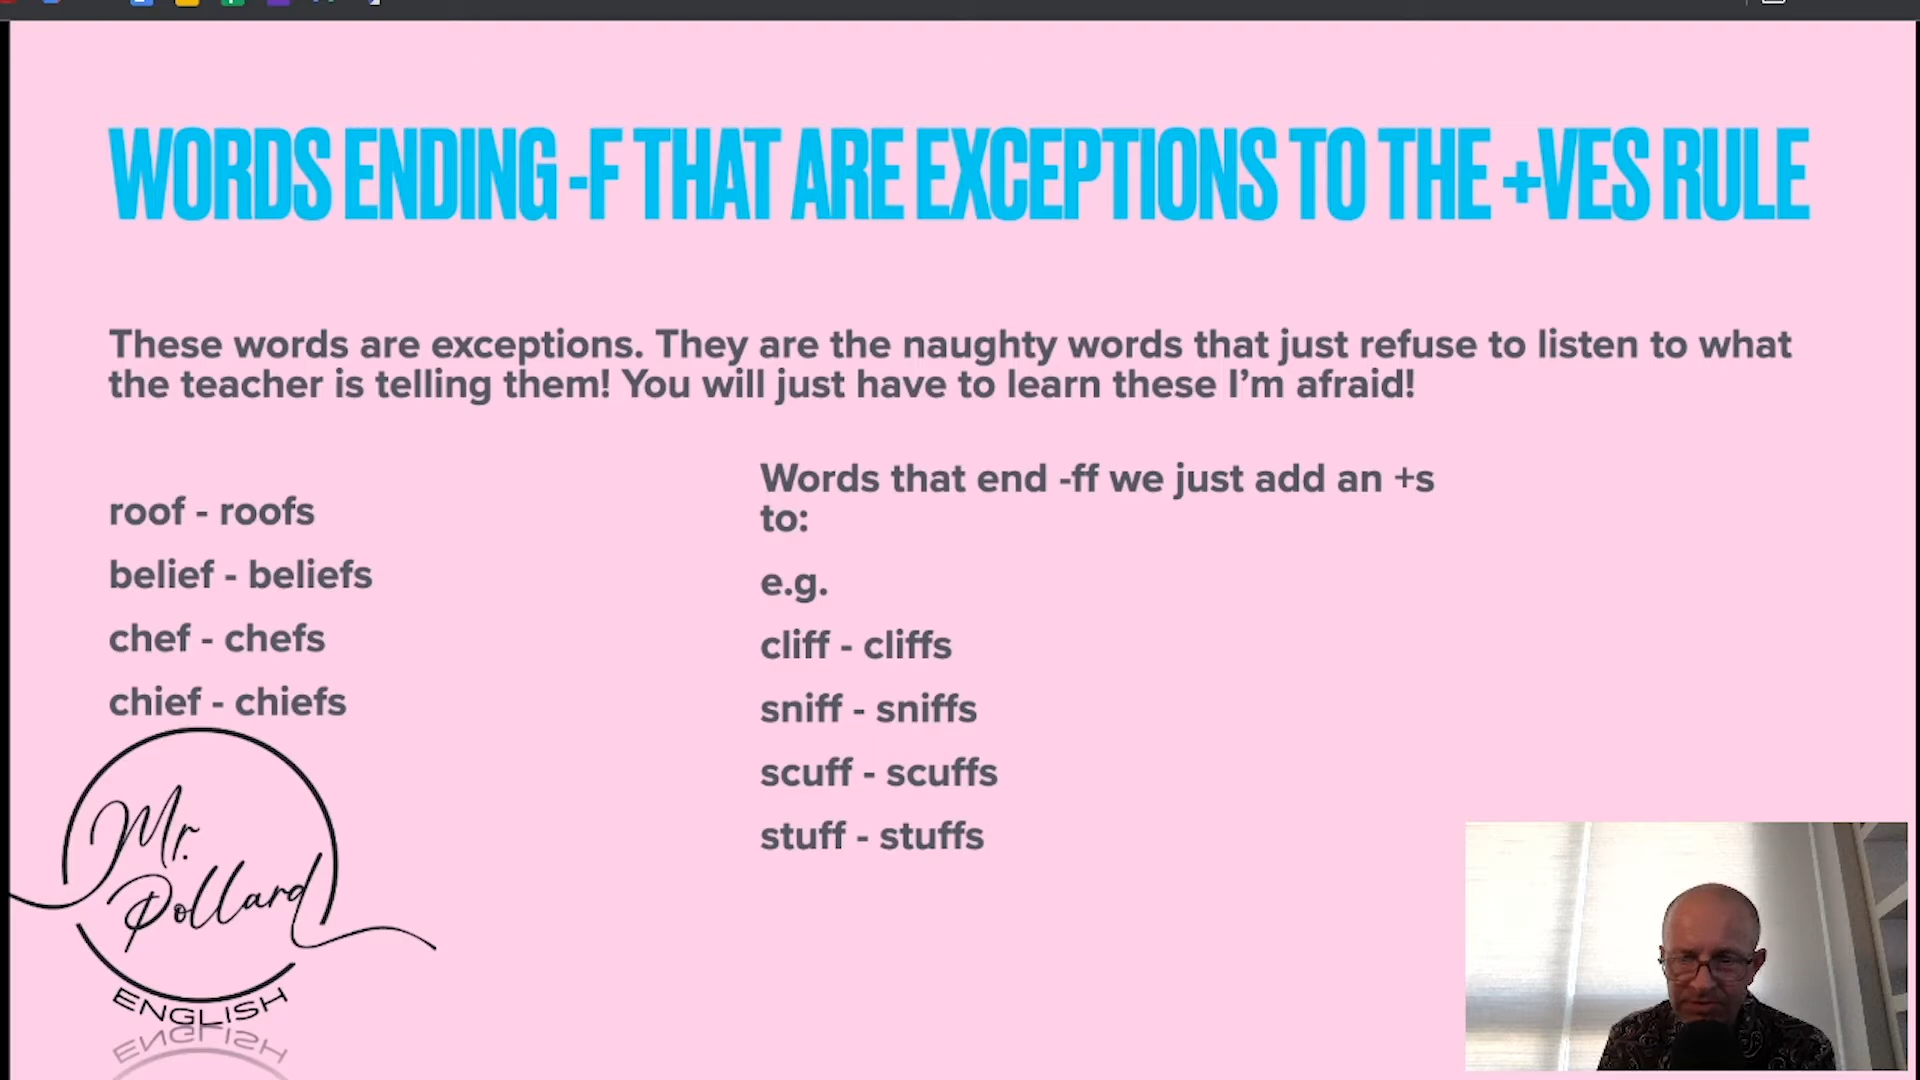 WORDS ENDING -F THAT ARE EXCEPTIONS TO THE +VES RULE
These words are exceptions. They are the naughty words that just refuse to listen to what
the teacher is telling them! You will just have to learn these I’m afraid!
roof - roofs
belief - beliefs
chef - chefs
chief - chiefs
Words that end -ff we just add an +s
to:
e.g.
cliff - cliffs
sniff - sniffs
scuff - scuffs
stuff - stuffs
Mr.
Pollard
ENGLISH